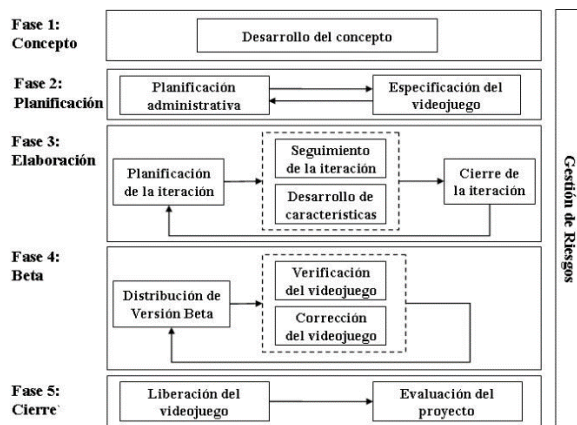 Fase 1:
Concepto
Desarrollo del concepto
Fase 2:
Planificación
Planificación
administrativa
Especificación del
videojuego
Fase 3:
Elaboración
Planificación
de la iteración
Seguimiento
de la iteración
Desarrollo de
características
Cierre de
la iteración
Fase 4:
Beta
Distribución de
Versión Beta
Verificación
del videojuego
Corrección
del videojuego
Fase 5:
Cierre
Liberación del
videojuego
Evaluación del
proyecto
Gestión de Riesgos